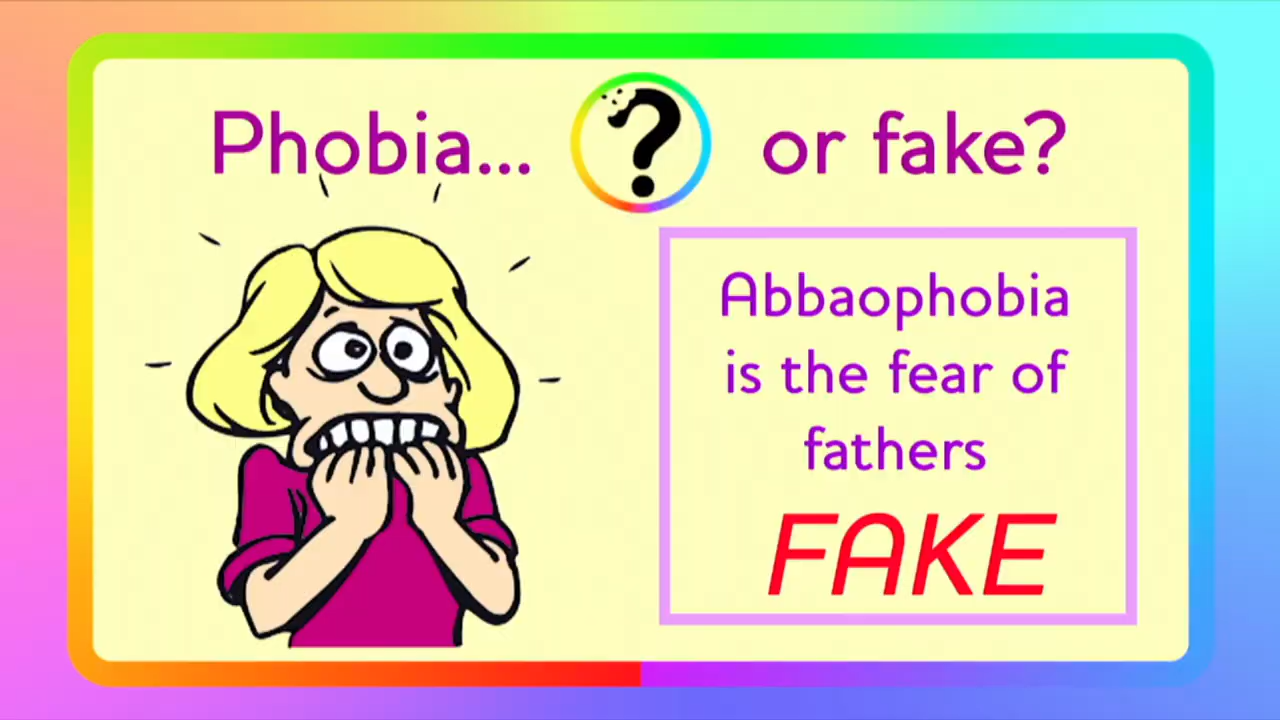 Phobia... ? or fake?
Abbaophobia
is the fear of
fathers
FAKE